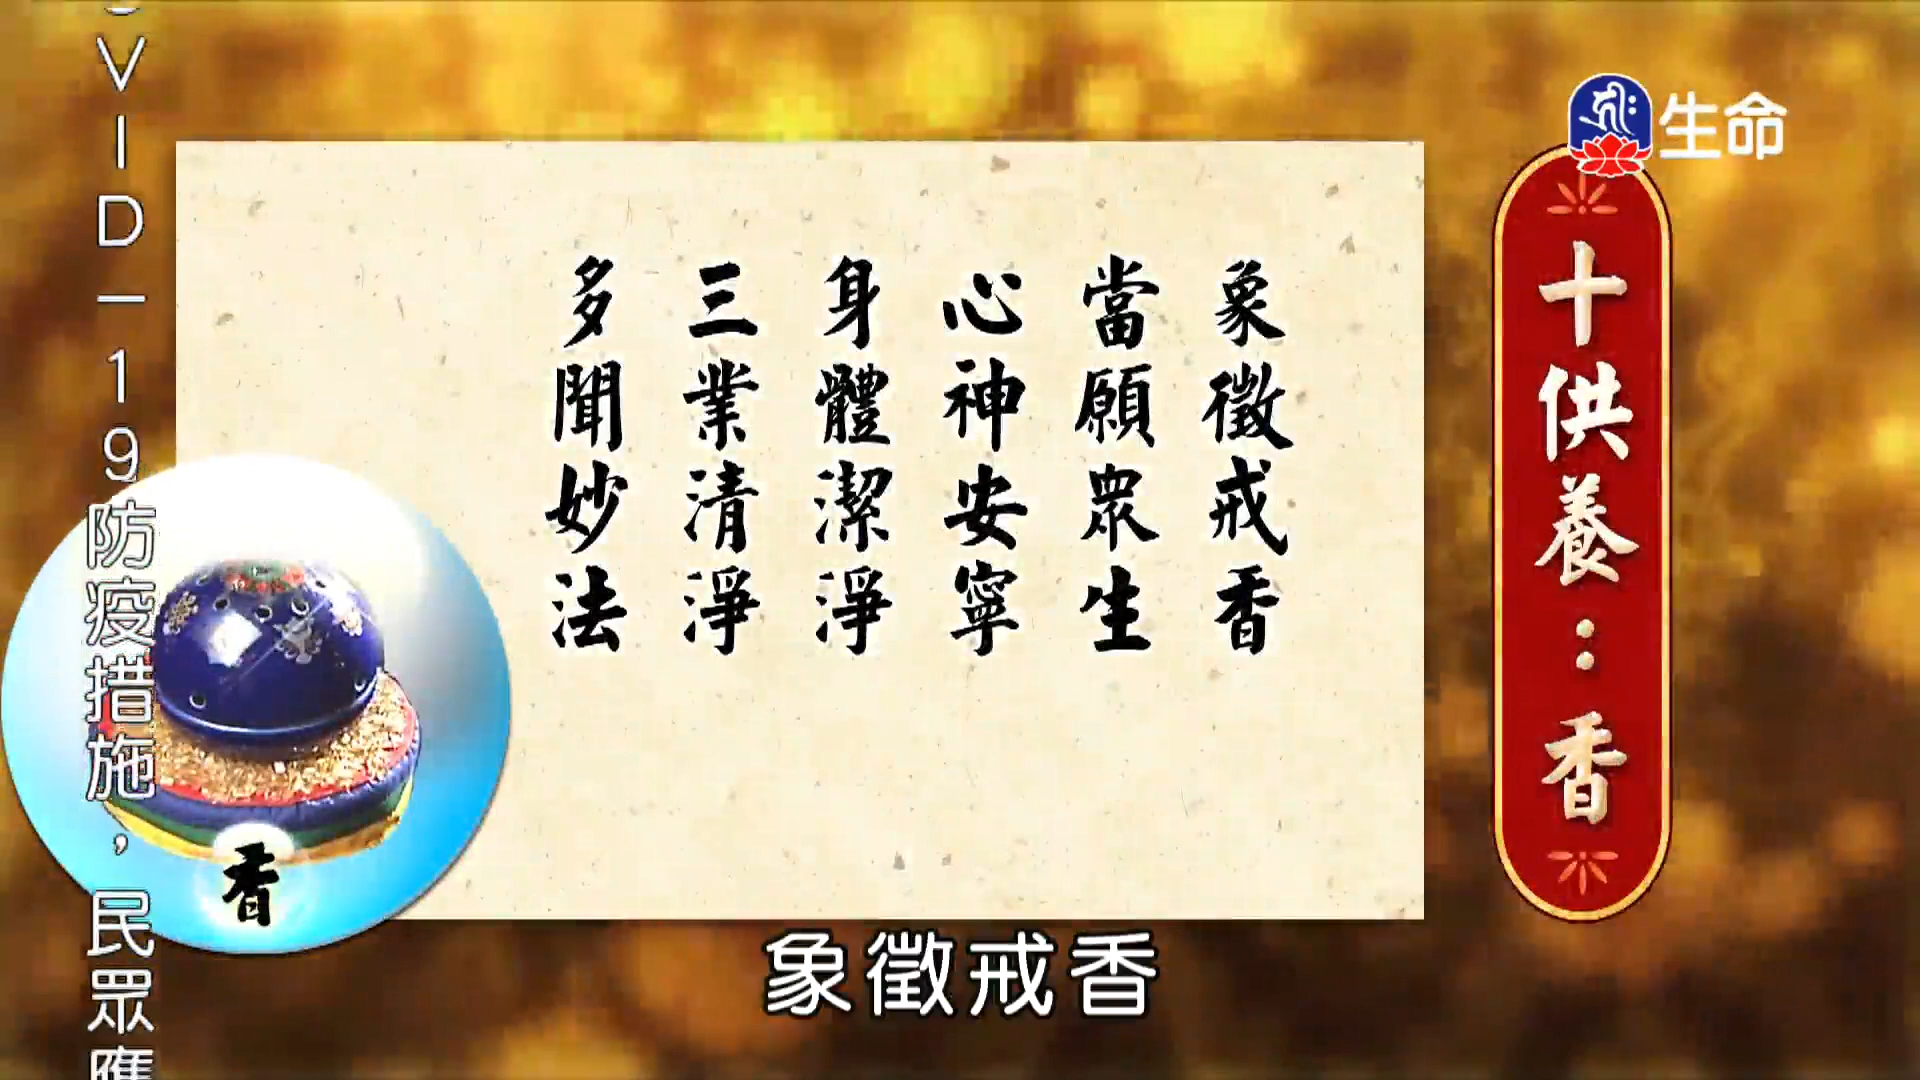 生命
十供養：香
象徵戒香
當願眾生
心神安寧
身體潔淨
三業清淨
多聞妙法
香
VID-19防疫措施，民眾應
象徵戒香